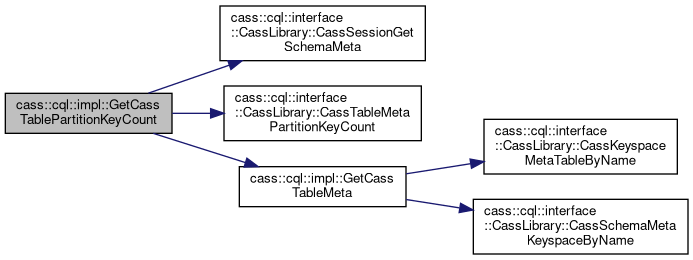 cass::cql::interface
::CassLibrary::CassSessionGet
SchemaMeta
cass::cql::impl::GetCass
TablePartitionKeyCount
cass::cql::interface
::CassLibrary::CassTableMeta
PartitionKeyCount
cass::cql::impl::GetCass
TableMeta
cass::cql::interface
::CassLibrary::CassKeyspace
MetaTableByName
cass::cql::interface
::CassLibrary::CassSchemaMeta
KeyspaceByName